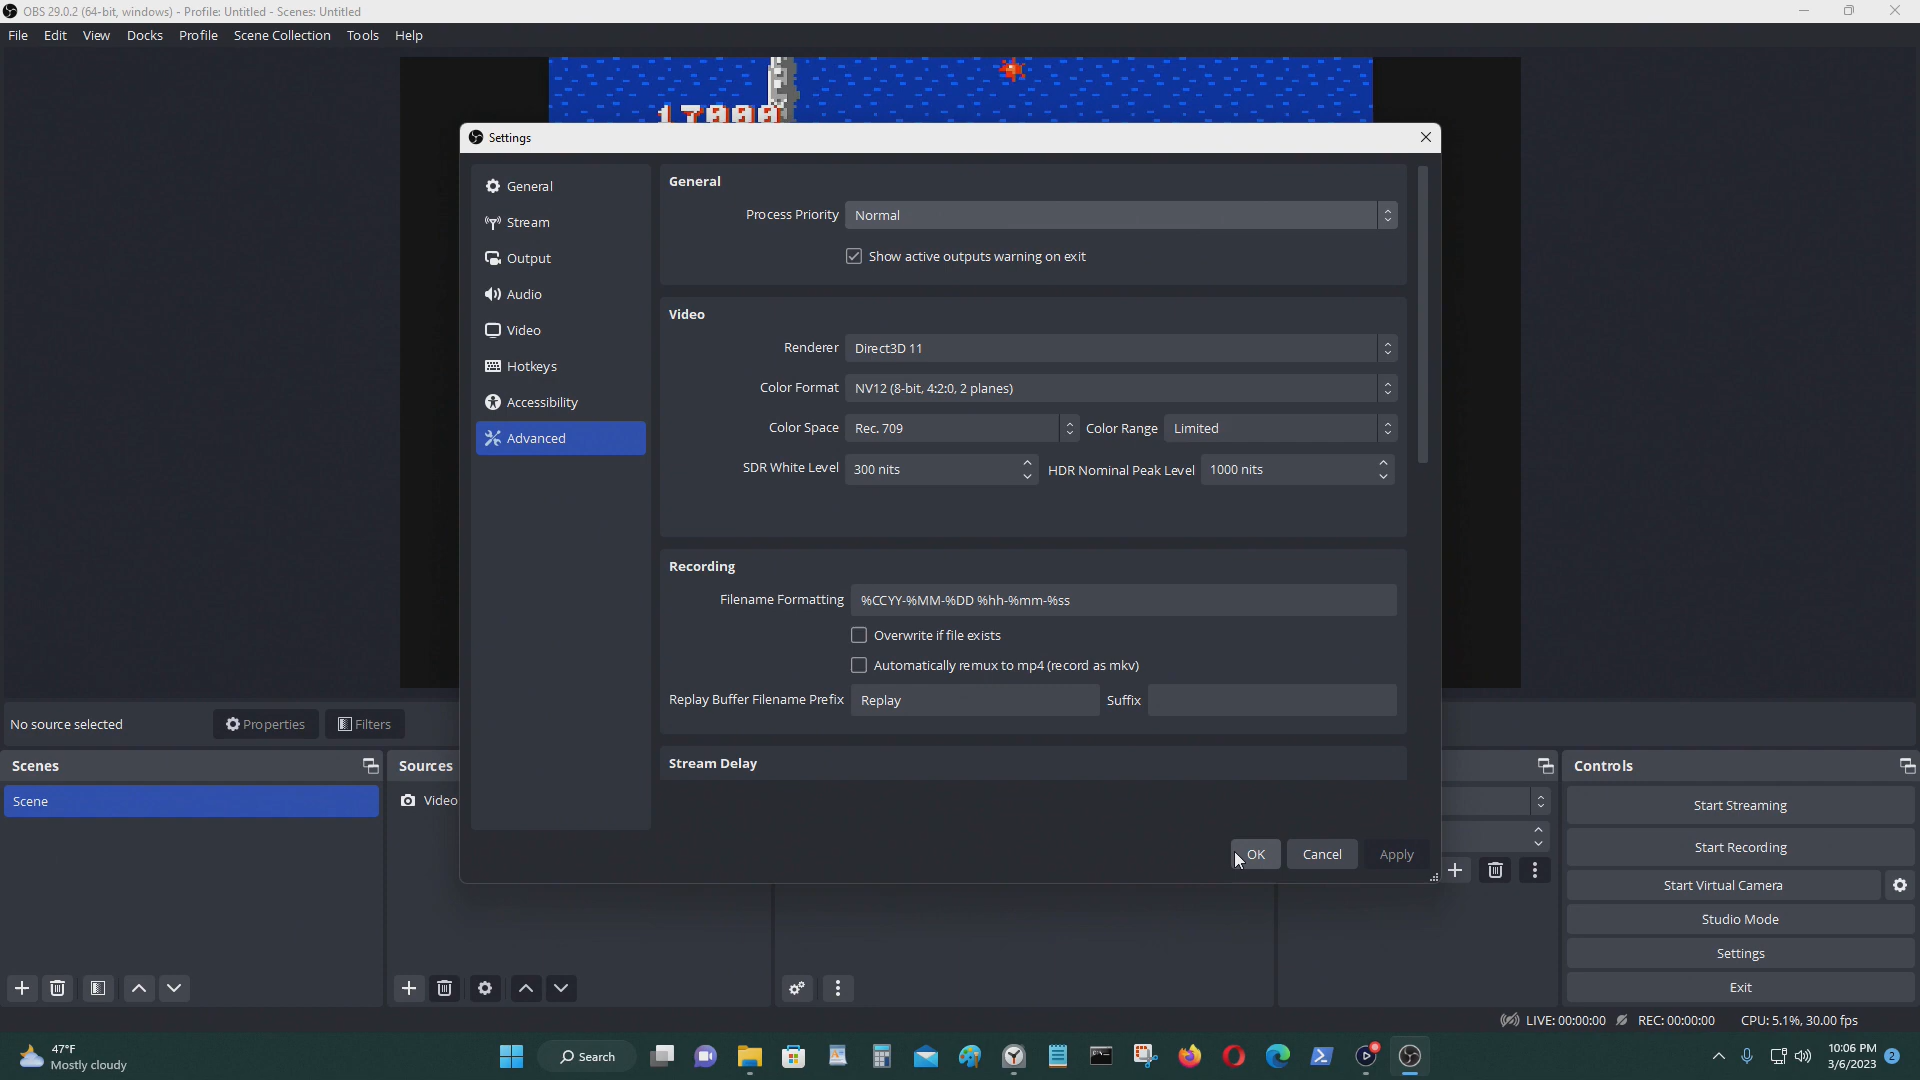 OBS 29.0.2 (64-bit, windows) - Profile: Untitled - Scenes: Untitled
File Edit View Docks Profile Scene Collection Tools Help
17000
Settings
General
Stream
Output
Audio
Video
Hotkeys
Accessibility
Advanced
General
Process Priority Normal
Show active outputs warning on exit
Video
Renderer Direct3D 11
Color Format NV12 (8-bit, 4:2:0, 2 planes)
Color Space Rec. 709 Color Range Limited
SDR White Level 300 nits HDR Nominal Peak Level 1000 nits
Recording
Filename Formatting %CCYY-%MM-%DD %hh-%mm-%ss
Overwrite if file exists
Automatically remux to mp4 (record as mkv)
Replay Buffer Filename Prefix Replay Suffix
Stream Delay
OK Cancel Apply
No source selected Properties Filters
Scenes
Scene
Sources
Video
Controls
Start Streaming
Start Recording
Start Virtual Camera
Studio Mode
Settings
Exit
LIVE: 00:00:00 REC: 00:00:00 CPU: 5.1%, 30.00 fps
47°F
Mostly cloudy
Search
10:06 PM
3/6/2023
2